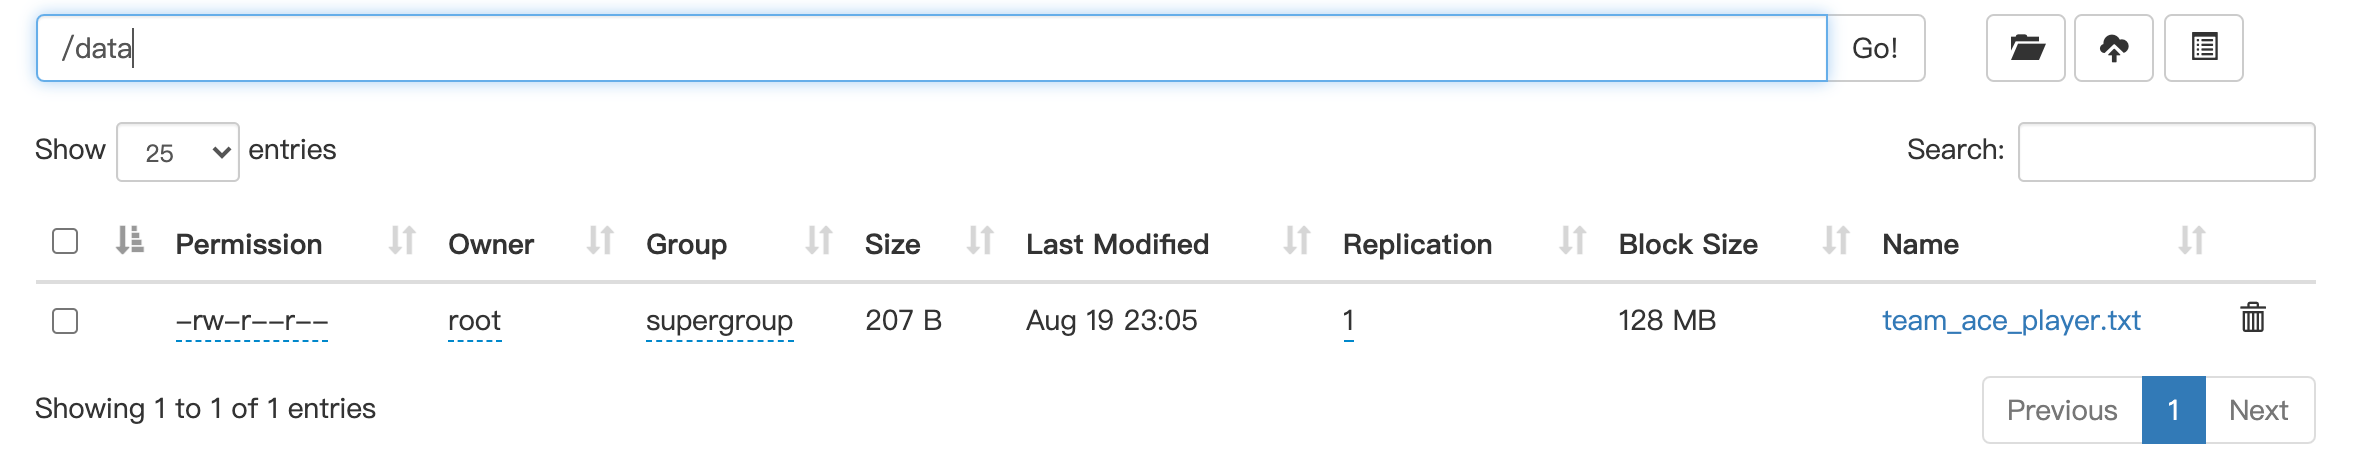 /data Go!
Show 25 entries Search:
Permission Owner Group Size Last Modified Replication Block Size Name
-rw-r--r-- root supergroup 207 B Aug 19 23:05 1 128 MB team_ace_player.txt
Showing 1 to 1 of 1 entries Previous 1 Next